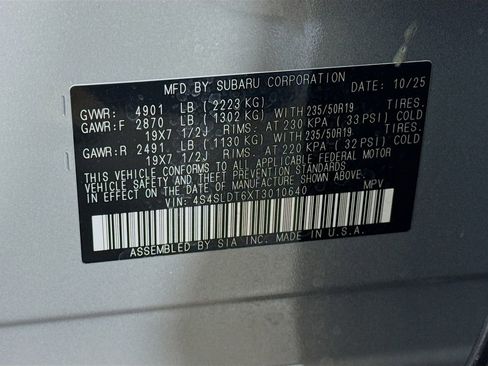 MFD BY SUBARU CORPORATION DATE: 10/25
GVWR: 4901 LB (2223 KG)
GAWR:F 2870 LB (1302 KG) WITH 235/50R19 TIRES.
19X7 1/2J RIMS. AT 230 KPA (33 PSI) COLD
GAWR:R 2491 LB (1130 KG) WITH 235/50R19 TIRES.
19X7 1/2J RIMS. AT 220 KPA (32 PSI) COLD
THIS VEHICLE CONFORMS TO ALL APPLICABLE FEDERAL MOTOR
VEHICLE SAFETY AND THEFT PREVENTION STANDARDS
IN EFFECT ON THE DATE OF MANUFACTURE SHOWN ABOVE.
VIN: 4S4SLDT6XT3010640 MPV
ASSEMBLED BY SIA INC. MADE IN U.S.A.